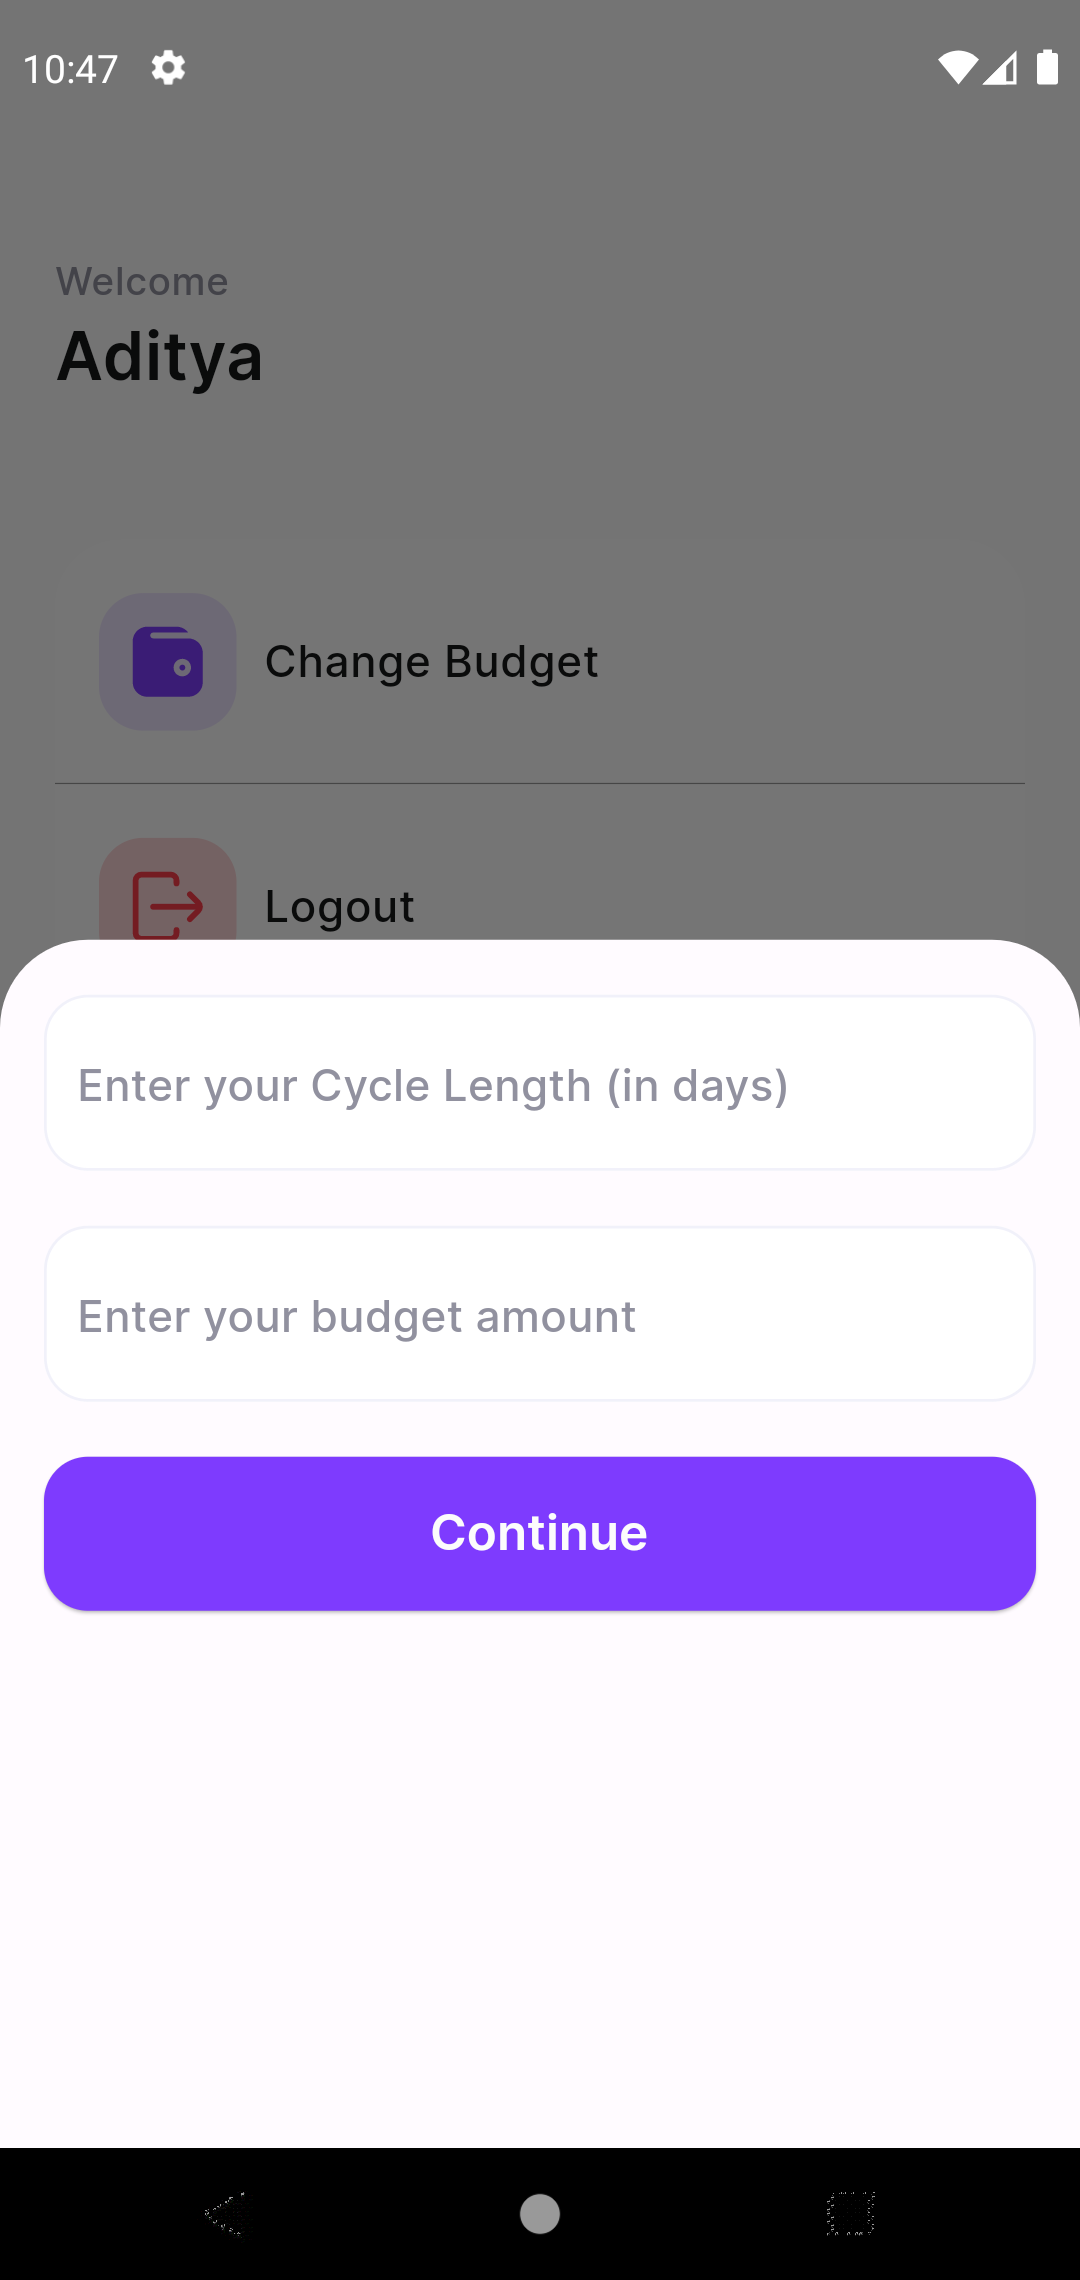 10:47
Welcome
Aditya
Change Budget
Logout
Enter your Cycle Length (in days)
Enter your budget amount
Continue